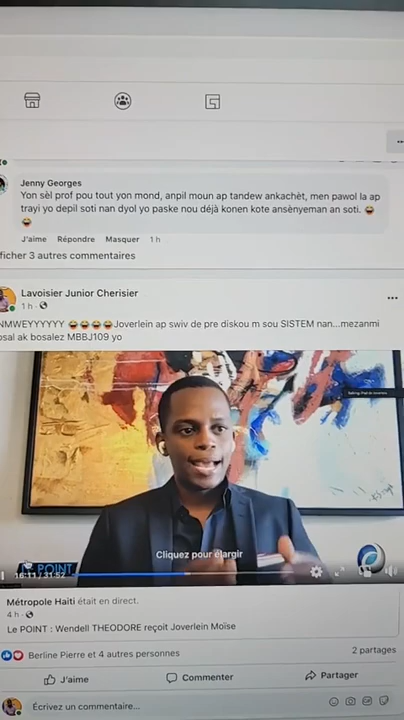 Jenny Georges
Yon sèl prof pou tout yon mond, anpil moun ap tandew ankachèt, men pawol la ap
trayi yo depil soti nan dyol yo paske nou déjà konen kote ansènyeman an soti. 😂
😂
J'aime Répondre Masquer 1 h
ficher 3 autres commentaires
Lavoisier Junior Cherisier
1 h
NMWEYYYYYY 😂😂😂😂Joverlein ap swiv de pre diskou m sou SISTEM nan...mezanmi
osal ak bosalez MBBJ109 yo
Cliquez pour élargir
POINT
16:11 / 31:52
Métropole Haiti était en direct.
4 h
Le POINT : Wendell THEODORE reçoit Joverlein Moïse
Berline Pierre et 4 autres personnes
2 partages
J'aime
Commenter
Partager
Écrivez un commentaire...